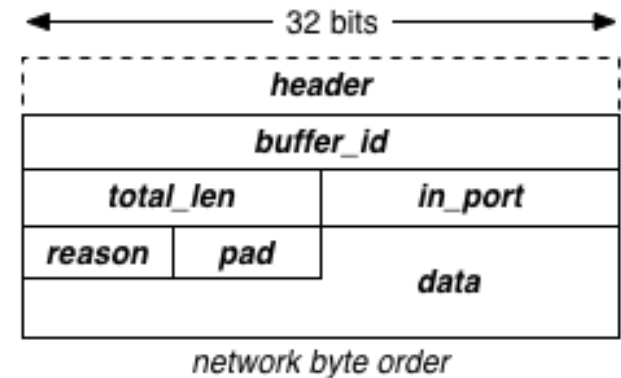 32 bits
header
buffer_id
total_len in_port
reason pad
data
network byte order